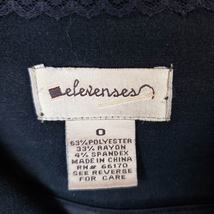 elevenses
0
63% POLYESTER
33% RAYON
4% SPANDEX
MADE IN CHINA
RN# 66170
SEE REVERSE
FOR CARE